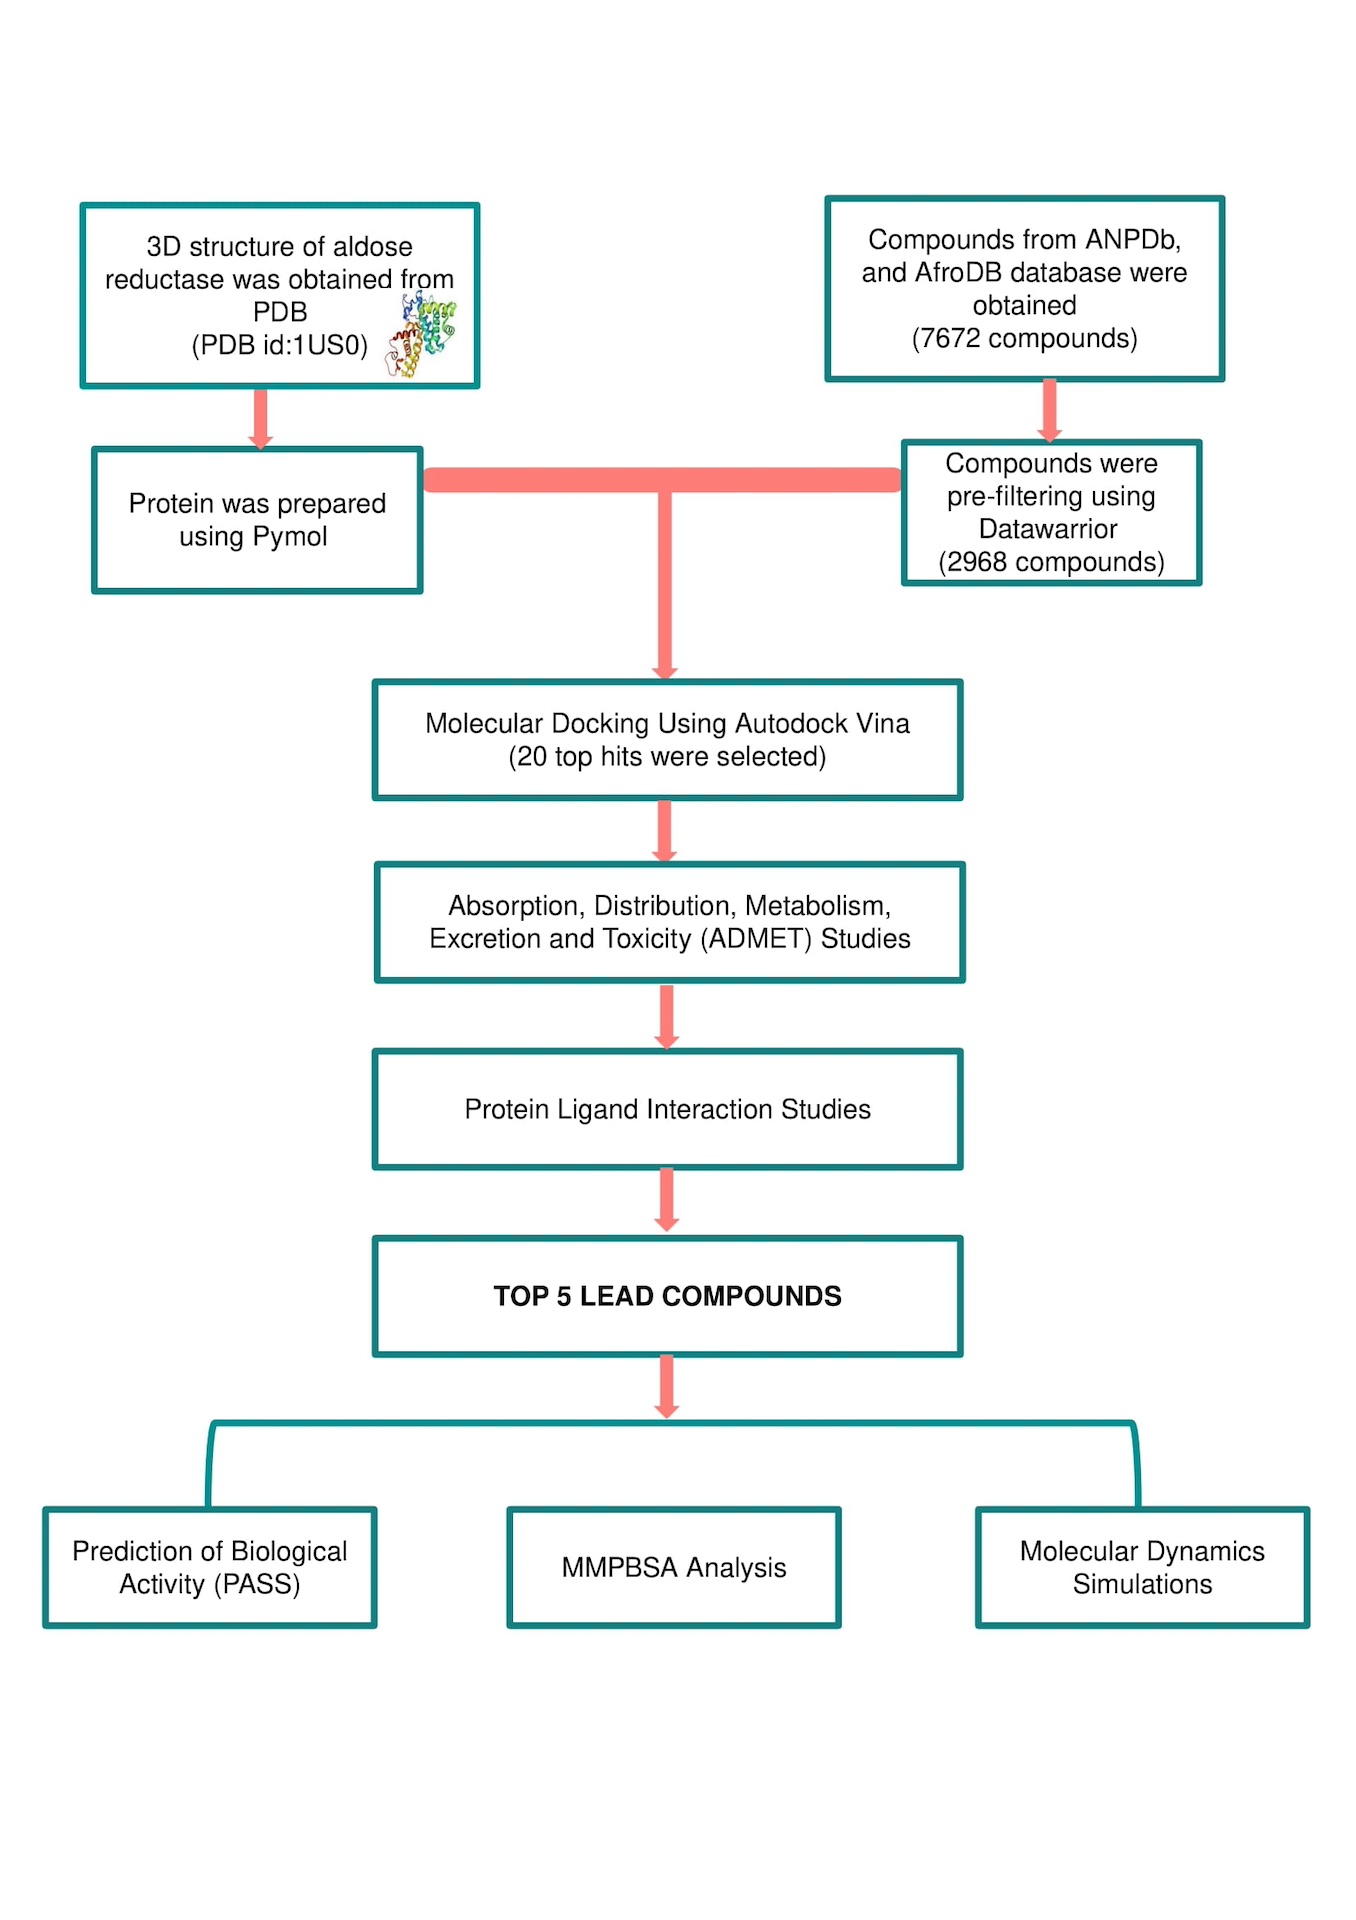 3D structure of aldose
reductase was obtained from
PDB
(PDB id:1US0)
Compounds from ANPDb,
and AfroDB database were
obtained
(7672 compounds)
Protein was prepared
using Pymol
Compounds were
pre-filtering using
Datawarrior
(2968 compounds)
Molecular Docking Using Autodock Vina
(20 top hits were selected)
Absorption, Distribution, Metabolism,
Excretion and Toxicity (ADMET) Studies
Protein Ligand Interaction Studies
TOP 5 LEAD COMPOUNDS
Prediction of Biological
Activity (PASS)
MMPBSA Analysis
Molecular Dynamics
Simulations